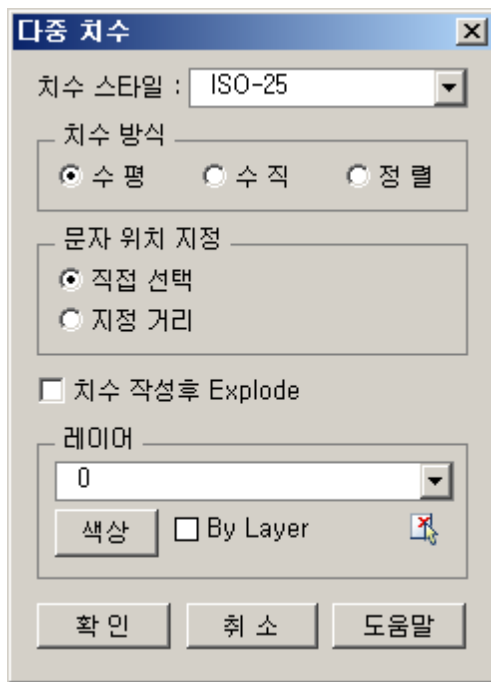 다중 치수
치수 스타일 : ISO-25
치수 방식
수 평 수 직 정 렬
문자 위치 지정
직접 선택
지정 거리
치수 작성후 Explode
레이어
0
색상 By Layer
확 인 취 소 도움말